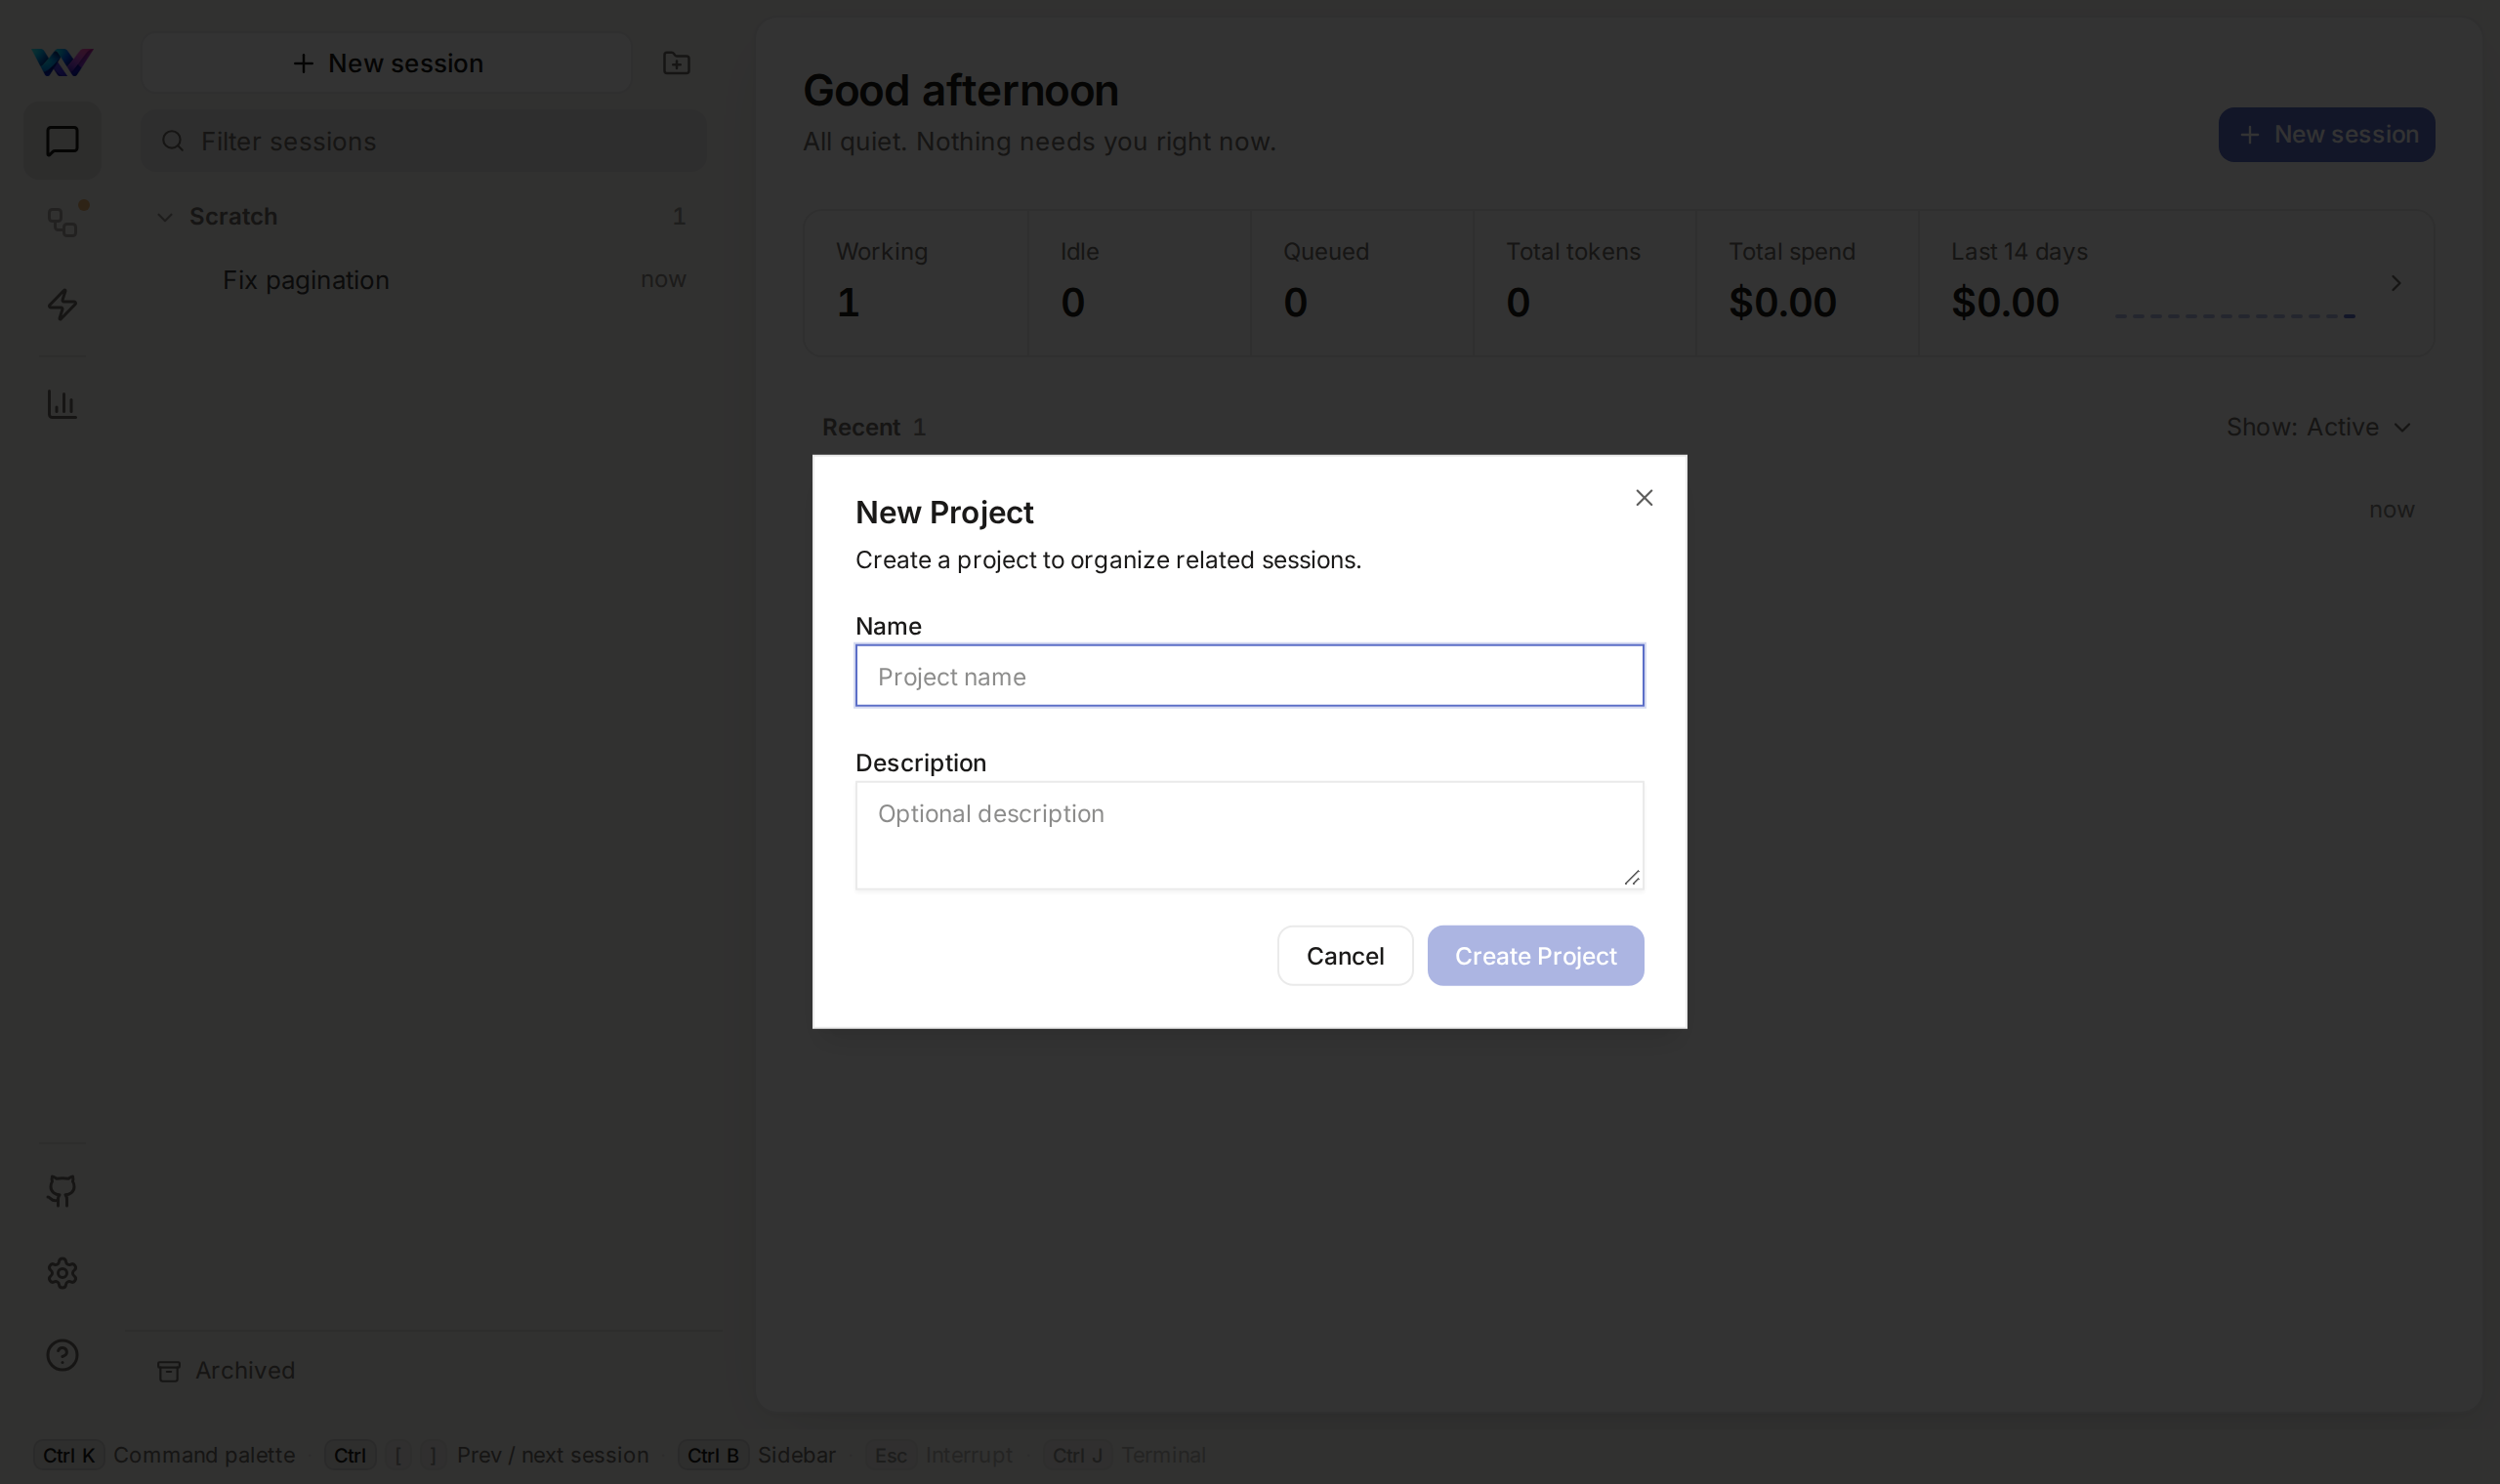 New session
Filter sessions
Scratch 1
Fix pagination now
Archived
Good afternoon
All quiet. Nothing needs you right now.
New session
Working Idle Queued Total tokens Total spend Last 14 days
1 0 0 0 $0.00 $0.00
Recent 1 Show: Active
now
New Project
Create a project to organize related sessions.
Name
Project name
Description
Optional description
Cancel Create Project
Ctrl K Command palette Ctrl [ ] Prev / next session Ctrl B Sidebar Esc Interrupt Ctrl J Terminal